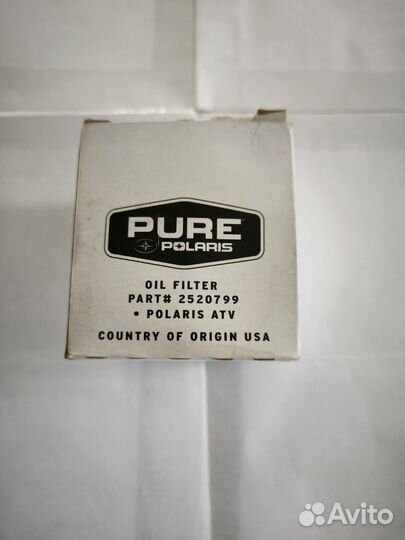 PURE
POLARIS
OIL FILTER
PART# 2520799
• POLARIS ATV
COUNTRY OF ORIGIN USA
Avito